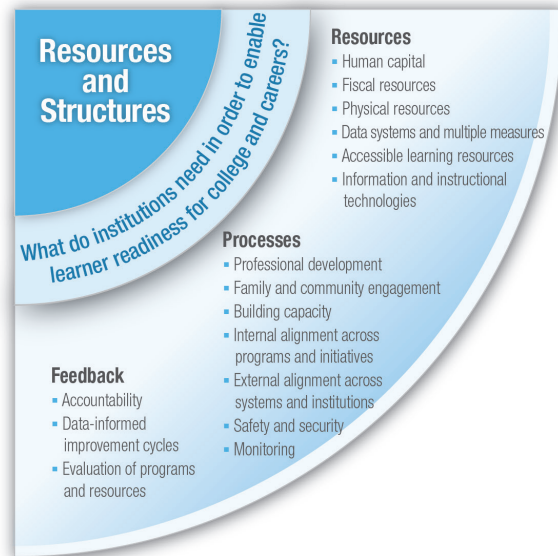 Resources
and
Structures
What do institutions need in order to enable
learner readiness for college and careers?
Resources
▪ Human capital
▪ Fiscal resources
▪ Physical resources
▪ Data systems and multiple measures
▪ Accessible learning resources
▪ Information and instructional
technologies
Processes
▪ Professional development
▪ Family and community engagement
▪ Building capacity
▪ Internal alignment across
programs and initiatives
▪ External alignment across
systems and institutions
▪ Safety and security
▪ Monitoring
Feedback
▪ Accountability
▪ Data-informed
improvement cycles
▪ Evaluation of programs
and resources